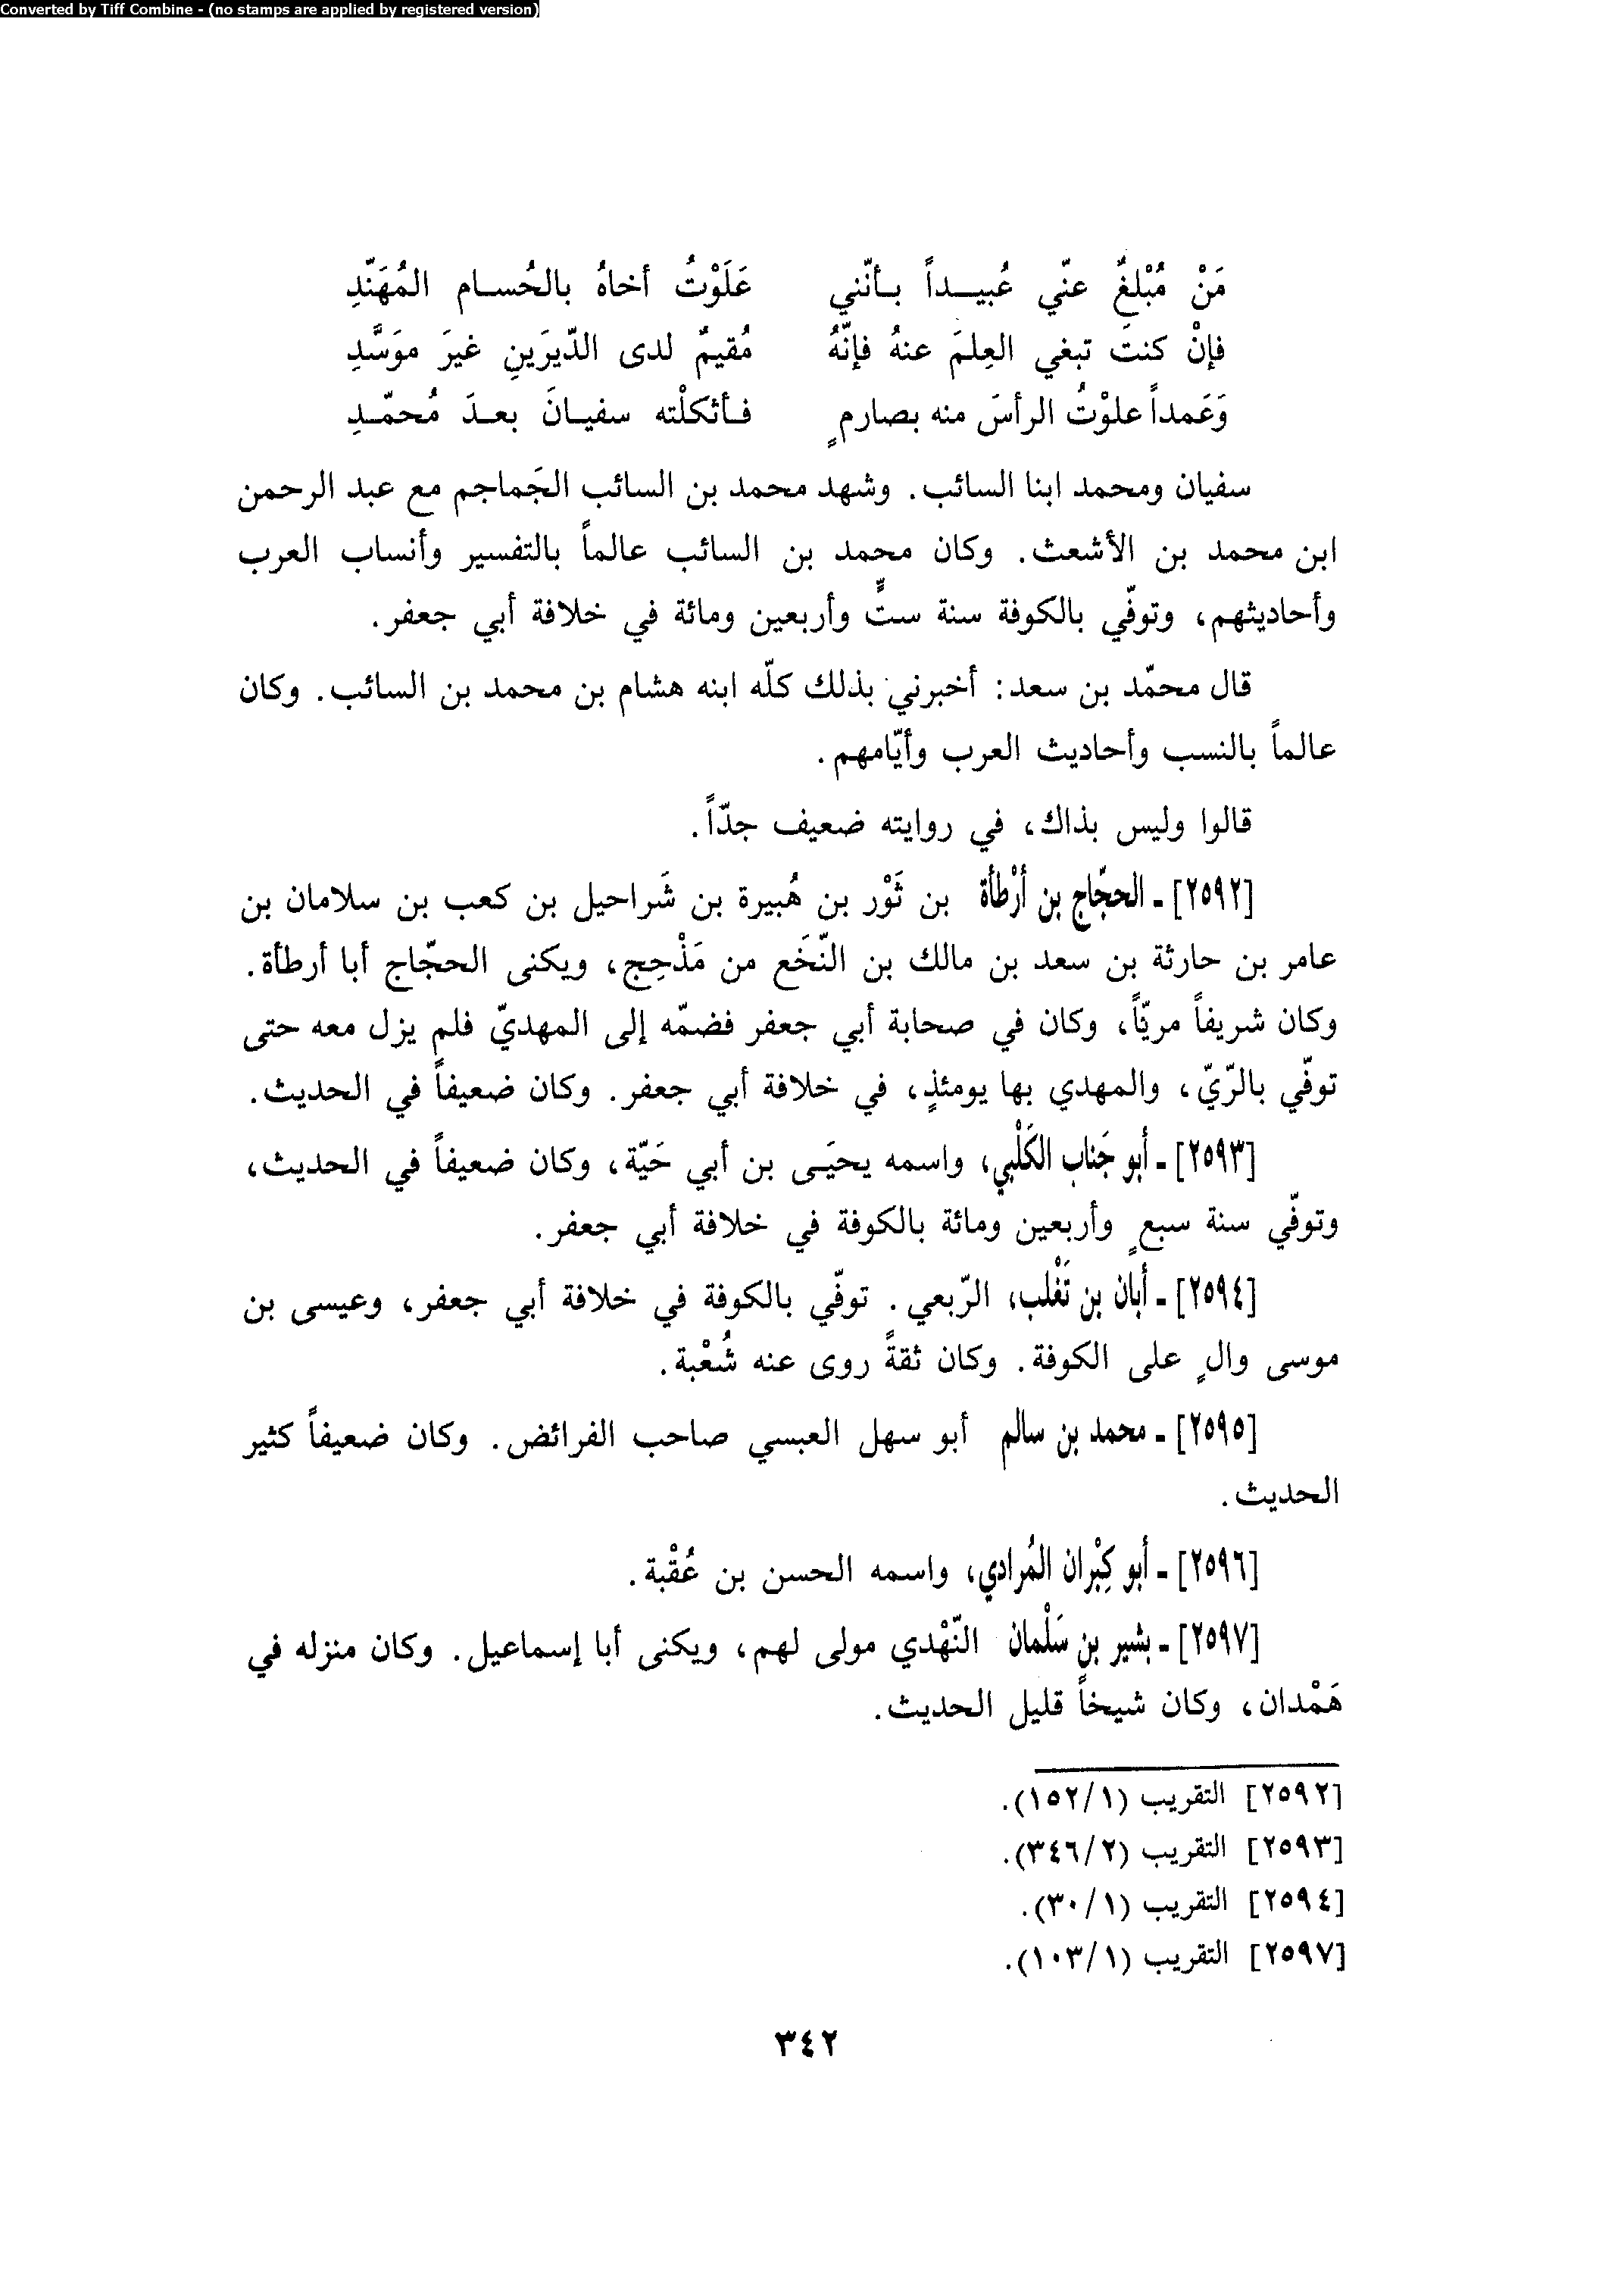 Converted by Tiff Combine - (no stamps are applied by registered version)
مَنْ مُبْلغٌ عنّي عُبيـــداً بـأنّني عَلَوْتُ أخاهُ بالحُسـام المُهَنّدِ
فإنْ كنتَ تبغي العِلمَ عنهُ فإنّهُ مُقيمٌ لدى الدّيرَينِ غيرَ موَسَّدِ
وَعَمداً علوْتُ الرأسَ منه بصارمٍ فـأثكلْته سفيـانَ بعـدَ مُحمّـدِ
سفيان ومحمد ابنا السائب. وشهد محمد بن السائب الجَماجم مع عبد الرحمن
ابن محمد بن الأشعث. وكان محمد بن السائب عالماً بالتفسير وأنساب العرب
وأحاديثهم، وتوفّي بالكوفة سنة ستٍّ وأربعين ومائة في خلافة أبي جعفر.
قال محمّد بن سعد: أخبرني بذلك كلّه ابنه هشام بن محمد بن السائب. وكان
عالماً بالنسب وأحاديث العرب وأيّامهم.
قالوا وليس بذاك، في روايته ضعيف جدّاً.
[٢٥٩٢] ـ الحجّاج بن أرْطأة بن ثَوْر بن هُبيرة بن شَراحيل بن كعب بن سلامان بن
عامر بن حارثة بن سعد بن مالك بن النّخَع من مَذْحِج، ويكنى الحجّاج أبا أرطأة.
وكان شريفاً مريّاً، وكان في صحابة أبي جعفر فضمّه إلى المهديّ فلم يزل معه حتى
توفّي بالرّيّ، والمهدي بها يومئذٍ، في خلافة أبي جعفر. وكان ضعيفاً في الحديث.
[٢٥٩٣] ـ أبو جَناب الكَلْبي، واسمه يحيَـى بن أبي حَيّة، وكان ضعيفاً في الحديث،
وتوفّي سنة سبعٍ وأربعين ومائة بالكوفة في خلافة أبي جعفر.
[٢٥٩٤] ـ أبان بن تَغْلب، الرّبعي. توفّي بالكوفة في خلافة أبي جعفر، وعيسى بن
موسى والٍ على الكوفة. وكان ثقةً روى عنه شُعْبة.
[٢٥٩٥] ـ محمد بن سالم أبو سهل العبسي صاحب الفرائض. وكان ضعيفاً كثير
الحديث.
[٢٥٩٦] ـ أبو كِبْران المُرادي، واسمه الحسن بن عُقْبة.
[٢٥٩٧] ـ بشير بن سَلْمان النّهْدي مولى لهم، ويكنى أبا إسماعيل. وكان منزله في
هَمْدان، وكان شيخاً قليل الحديث.
[٢٥٩٢] التقريب (١/ ١٥٢).
[٢٥٩٣] التقريب (٢/ ٣٤٦).
[٢٥٩٤] التقريب (١/ ٣٠).
[٢٥٩٧] التقريب (١/ ١٠٣).
٣٤٢